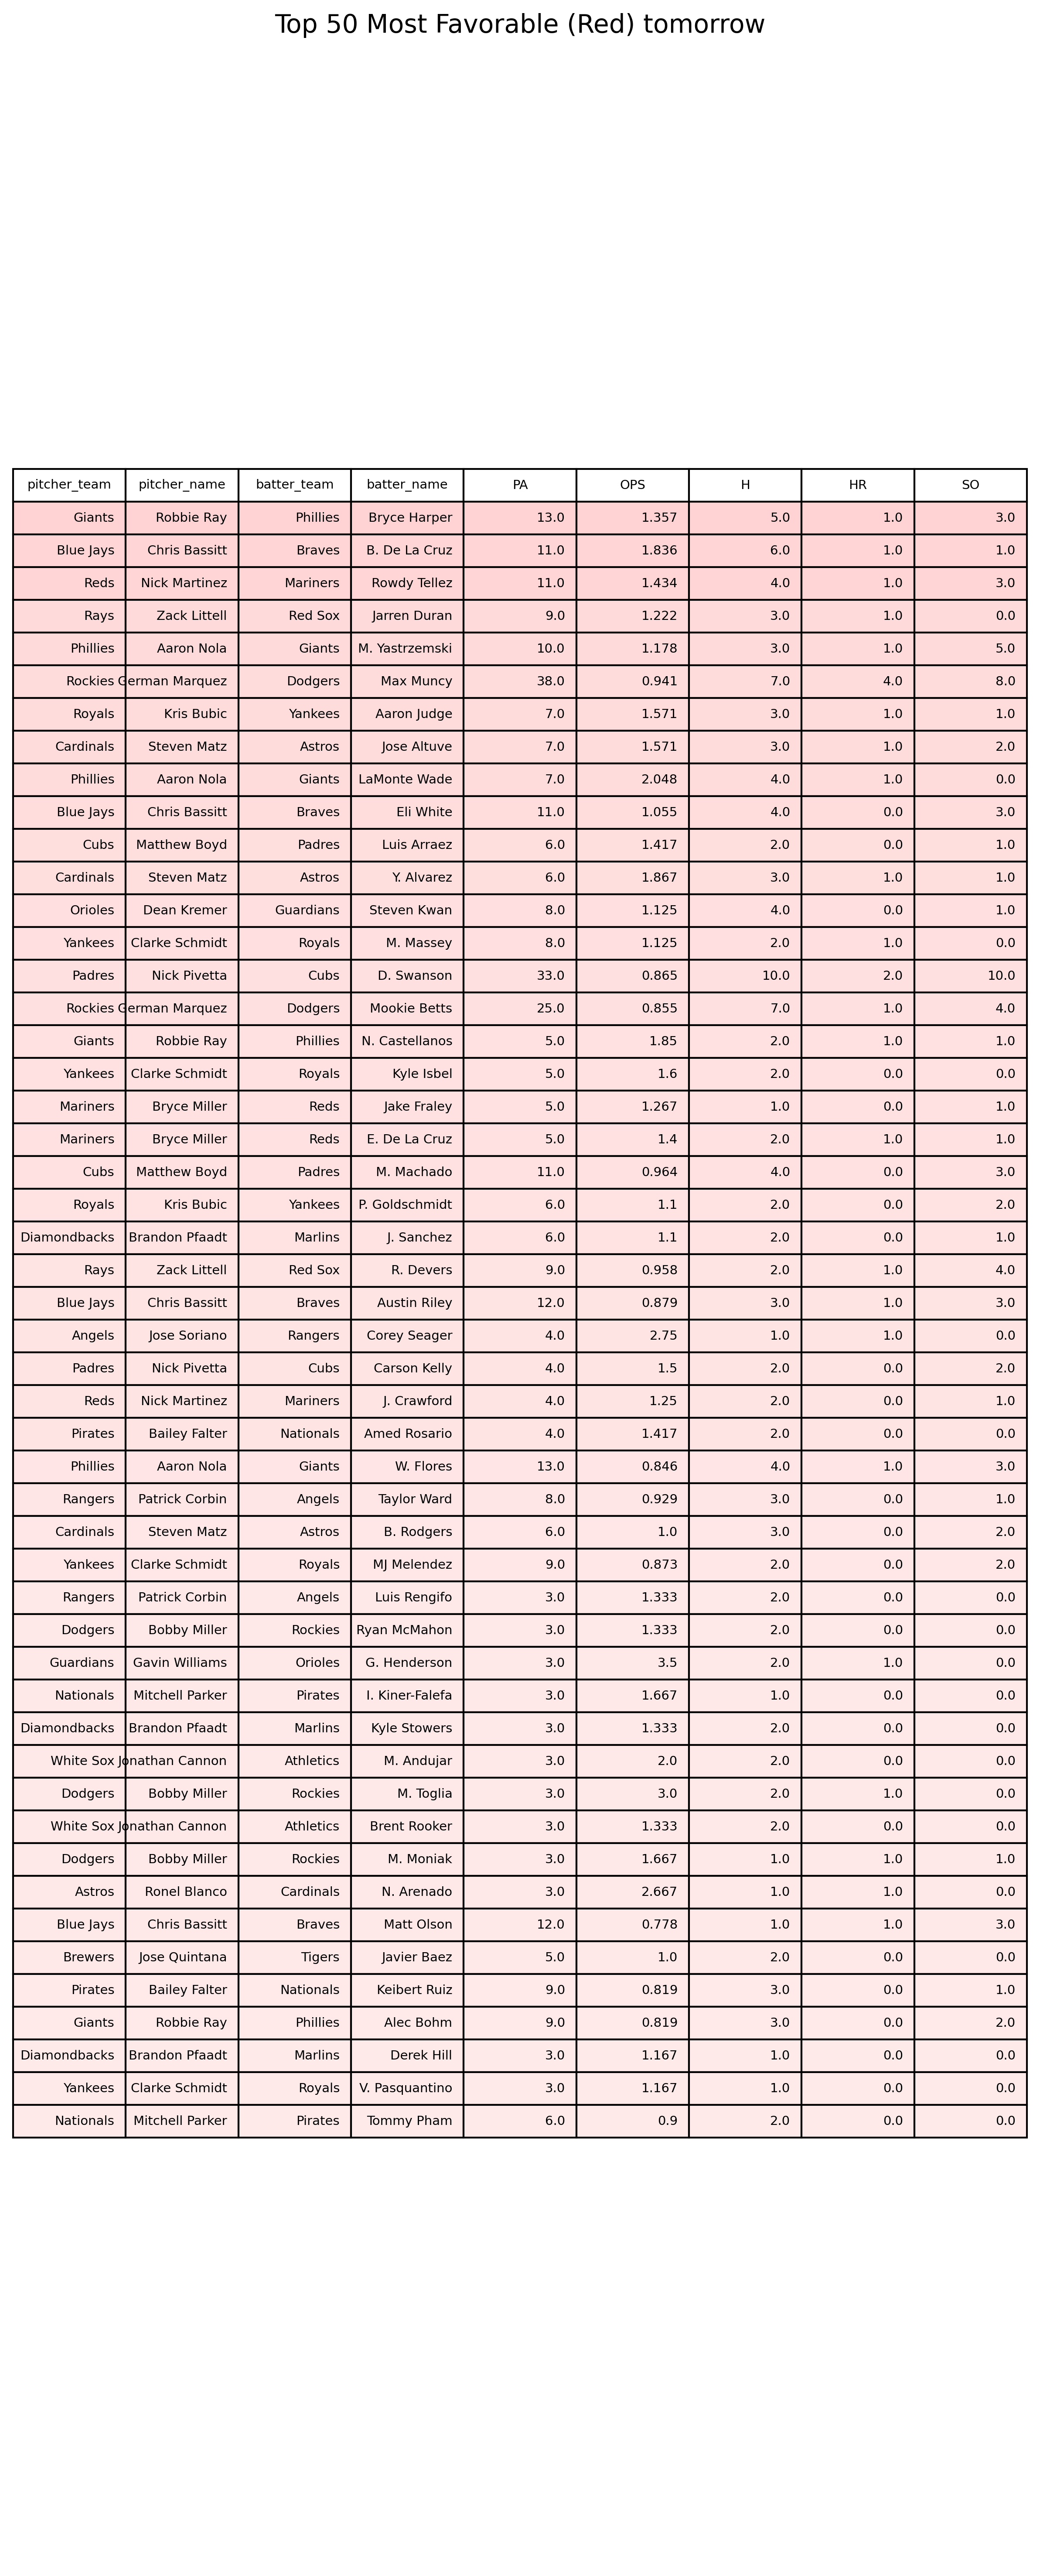 Top 50 Most Favorable (Red) tomorrow
pitcher_team pitcher_name batter_team batter_name PA OPS H HR SO
Giants Robbie Ray Phillies Bryce Harper 13.0 1.357 5.0 1.0 3.0
Blue Jays Chris Bassitt Braves B. De La Cruz 11.0 1.836 6.0 1.0 1.0
Reds Nick Martinez Mariners Rowdy Tellez 11.0 1.434 4.0 1.0 3.0
Rays Zack Littell Red Sox Jarren Duran 9.0 1.222 3.0 1.0 0.0
Phillies Aaron Nola Giants M. Yastrzemski 10.0 1.178 3.0 1.0 5.0
Rockies German Marquez Dodgers Max Muncy 38.0 0.941 7.0 4.0 8.0
Royals Kris Bubic Yankees Aaron Judge 7.0 1.571 3.0 1.0 1.0
Cardinals Steven Matz Astros Jose Altuve 7.0 1.571 3.0 1.0 2.0
Phillies Aaron Nola Giants LaMonte Wade 7.0 2.048 4.0 1.0 0.0
Blue Jays Chris Bassitt Braves Eli White 11.0 1.055 4.0 0.0 3.0
Cubs Matthew Boyd Padres Luis Arraez 6.0 1.417 2.0 0.0 1.0
Cardinals Steven Matz Astros Y. Alvarez 6.0 1.867 3.0 1.0 1.0
Orioles Dean Kremer Guardians Steven Kwan 8.0 1.125 4.0 0.0 1.0
Yankees Clarke Schmidt Royals M. Massey 8.0 1.125 2.0 1.0 0.0
Padres Nick Pivetta Cubs D. Swanson 33.0 0.865 10.0 2.0 10.0
Rockies German Marquez Dodgers Mookie Betts 25.0 0.855 7.0 1.0 4.0
Giants Robbie Ray Phillies N. Castellanos 5.0 1.85 2.0 1.0 1.0
Yankees Clarke Schmidt Royals Kyle Isbel 5.0 1.6 2.0 0.0 0.0
Mariners Bryce Miller Reds Jake Fraley 5.0 1.267 1.0 0.0 1.0
Mariners Bryce Miller Reds E. De La Cruz 5.0 1.4 2.0 1.0 1.0
Cubs Matthew Boyd Padres M. Machado 11.0 0.964 4.0 0.0 3.0
Royals Kris Bubic Yankees P. Goldschmidt 6.0 1.1 2.0 0.0 2.0
Diamondbacks Brandon Pfaadt Marlins J. Sanchez 6.0 1.1 2.0 0.0 1.0
Rays Zack Littell Red Sox R. Devers 9.0 0.958 2.0 1.0 4.0
Blue Jays Chris Bassitt Braves Austin Riley 12.0 0.879 3.0 1.0 3.0
Angels Jose Soriano Rangers Corey Seager 4.0 2.75 1.0 1.0 0.0
Padres Nick Pivetta Cubs Carson Kelly 4.0 1.5 2.0 0.0 2.0
Reds Nick Martinez Mariners J. Crawford 4.0 1.25 2.0 0.0 1.0
Pirates Bailey Falter Nationals Amed Rosario 4.0 1.417 2.0 0.0 0.0
Phillies Aaron Nola Giants W. Flores 13.0 0.846 4.0 1.0 3.0
Rangers Patrick Corbin Angels Taylor Ward 8.0 0.929 3.0 0.0 1.0
Cardinals Steven Matz Astros B. Rodgers 6.0 1.0 3.0 0.0 2.0
Yankees Clarke Schmidt Royals MJ Melendez 9.0 0.873 2.0 0.0 2.0
Rangers Patrick Corbin Angels Luis Rengifo 3.0 1.333 2.0 0.0 0.0
Dodgers Bobby Miller Rockies Ryan McMahon 3.0 1.333 2.0 0.0 0.0
Guardians Gavin Williams Orioles G. Henderson 3.0 3.5 2.0 1.0 0.0
Nationals Mitchell Parker Pirates I. Kiner-Falefa 3.0 1.667 1.0 0.0 0.0
Diamondbacks Brandon Pfaadt Marlins Kyle Stowers 3.0 1.333 2.0 0.0 0.0
White Sox Jonathan Cannon Athletics M. Andujar 3.0 2.0 2.0 0.0 0.0
Dodgers Bobby Miller Rockies M. Toglia 3.0 3.0 2.0 1.0 0.0
White Sox Jonathan Cannon Athletics Brent Rooker 3.0 1.333 2.0 0.0 0.0
Dodgers Bobby Miller Rockies M. Moniak 3.0 1.667 1.0 1.0 1.0
Astros Ronel Blanco Cardinals N. Arenado 3.0 2.667 1.0 1.0 0.0
Blue Jays Chris Bassitt Braves Matt Olson 12.0 0.778 1.0 1.0 3.0
Brewers Jose Quintana Tigers Javier Baez 5.0 1.0 2.0 0.0 0.0
Pirates Bailey Falter Nationals Keibert Ruiz 9.0 0.819 3.0 0.0 1.0
Giants Robbie Ray Phillies Alec Bohm 9.0 0.819 3.0 0.0 2.0
Diamondbacks Brandon Pfaadt Marlins Derek Hill 3.0 1.167 1.0 0.0 0.0
Yankees Clarke Schmidt Royals V. Pasquantino 3.0 1.167 1.0 0.0 0.0
Nationals Mitchell Parker Pirates Tommy Pham 6.0 0.9 2.0 0.0 0.0